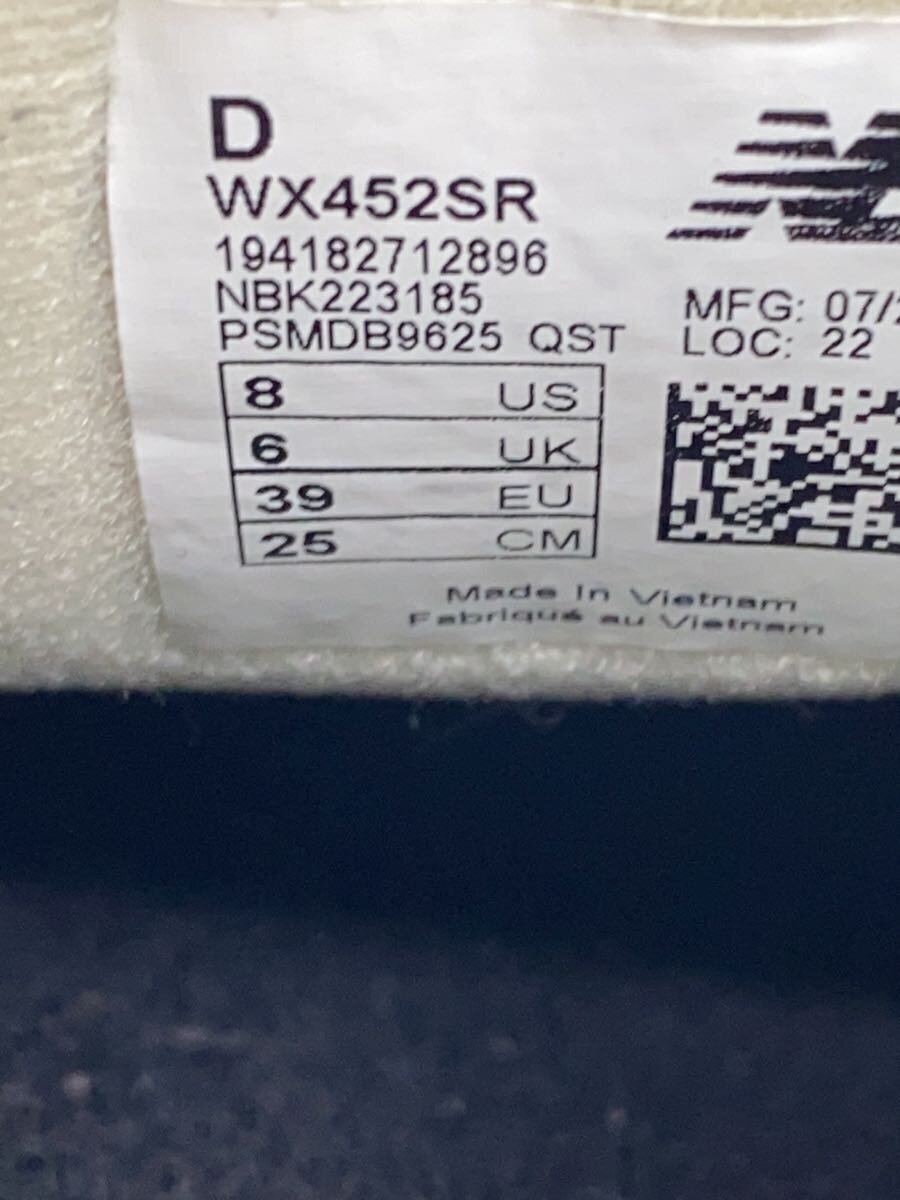 D
WX452SR
194182712896
NBK223185
PSMDB9625 QST
MFG: 07/2
LOC: 22
8 US
6 UK
39 EU
25 CM
Made In Vietnam
Fabriqué au Vietnam